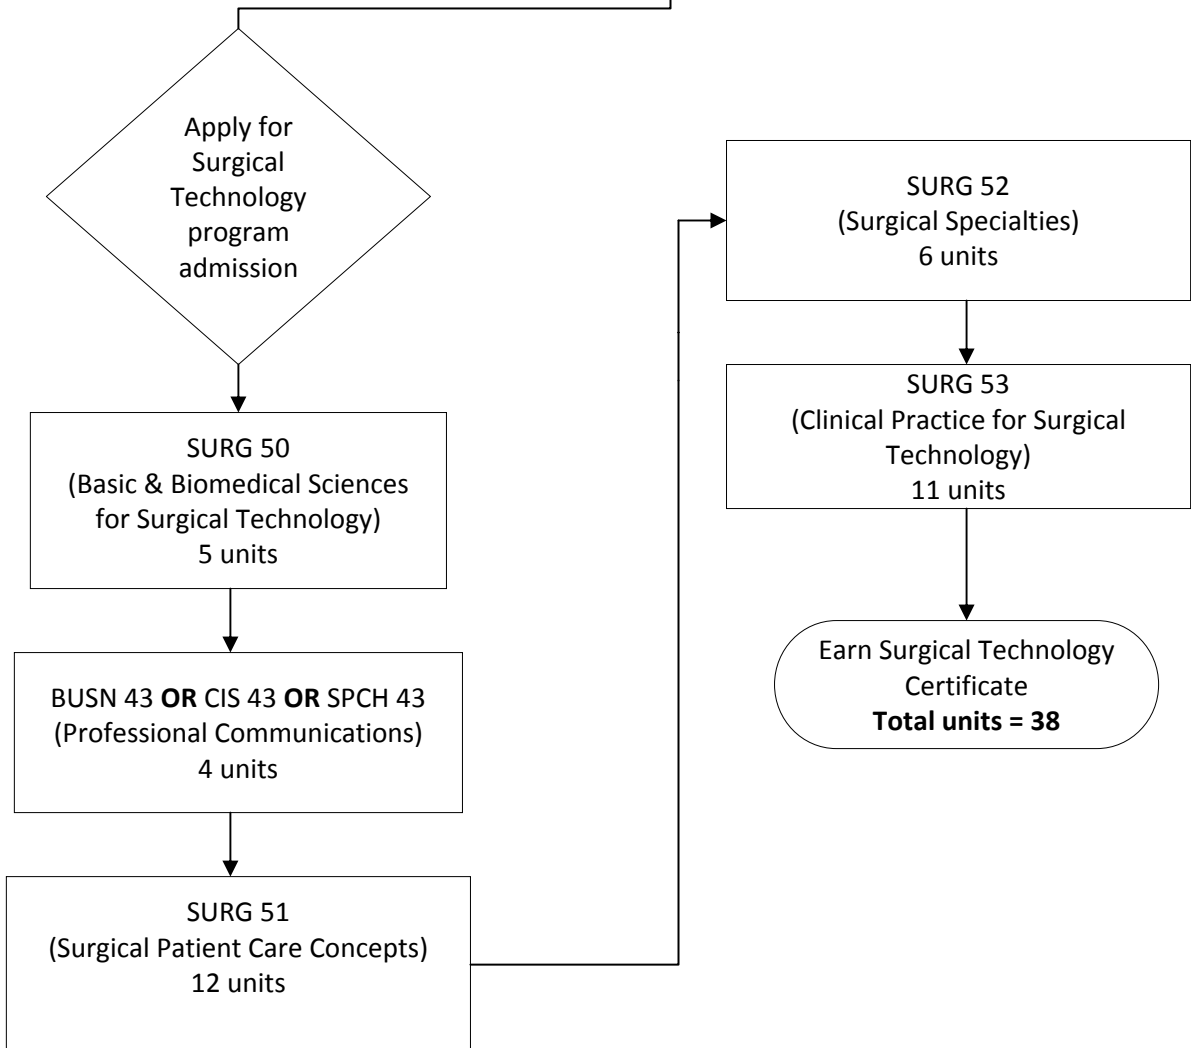 Apply for
Surgical
Technology
program
admission
SURG 50
(Basic & Biomedical Sciences
for Surgical Technology)
5 units
BUSN 43 OR CIS 43 OR SPCH 43
(Professional Communications)
4 units
SURG 51
(Surgical Patient Care Concepts)
12 units
SURG 52
(Surgical Specialties)
6 units
SURG 53
(Clinical Practice for Surgical
Technology)
11 units
Earn Surgical Technology
Certificate
Total units = 38